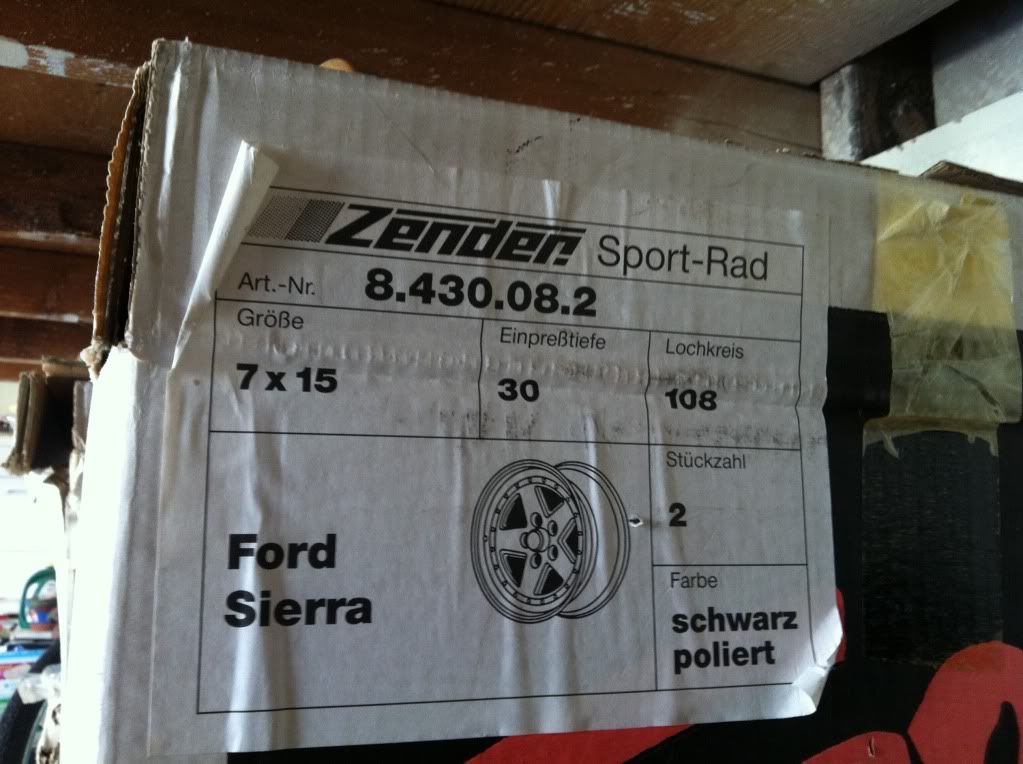 Zender Sport-Rad
Art.-Nr. 8.430.08.2
Größe
7 x 15
Einpreßtiefe
30
Lochkreis
108
Stückzahl
2
Ford
Sierra
Farbe
schwarz
poliert